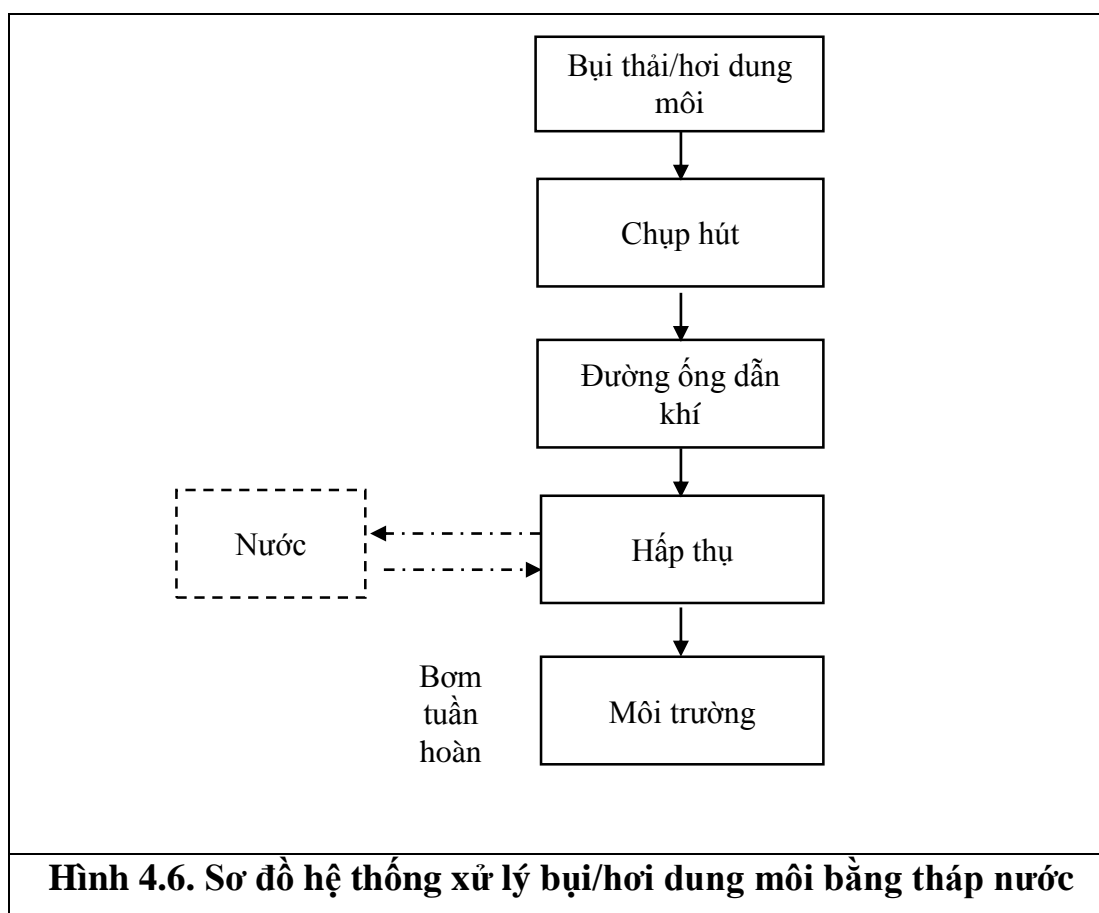 Bụi thải/hơi dung
môi
Chụp hút
Đường ống dẫn
khí
Nước
Hấp thụ
Bơm
tuần
hoàn
Môi trường
Hình 4.6. Sơ đồ hệ thống xử lý bụi/hơi dung môi bằng tháp nước